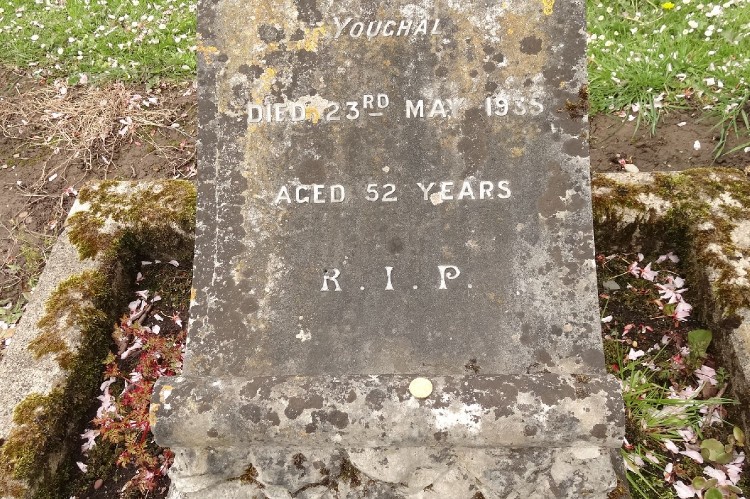 YOUGHAL
DIED 23RD MAY 1935
AGED 52 YEARS
R.I.P.